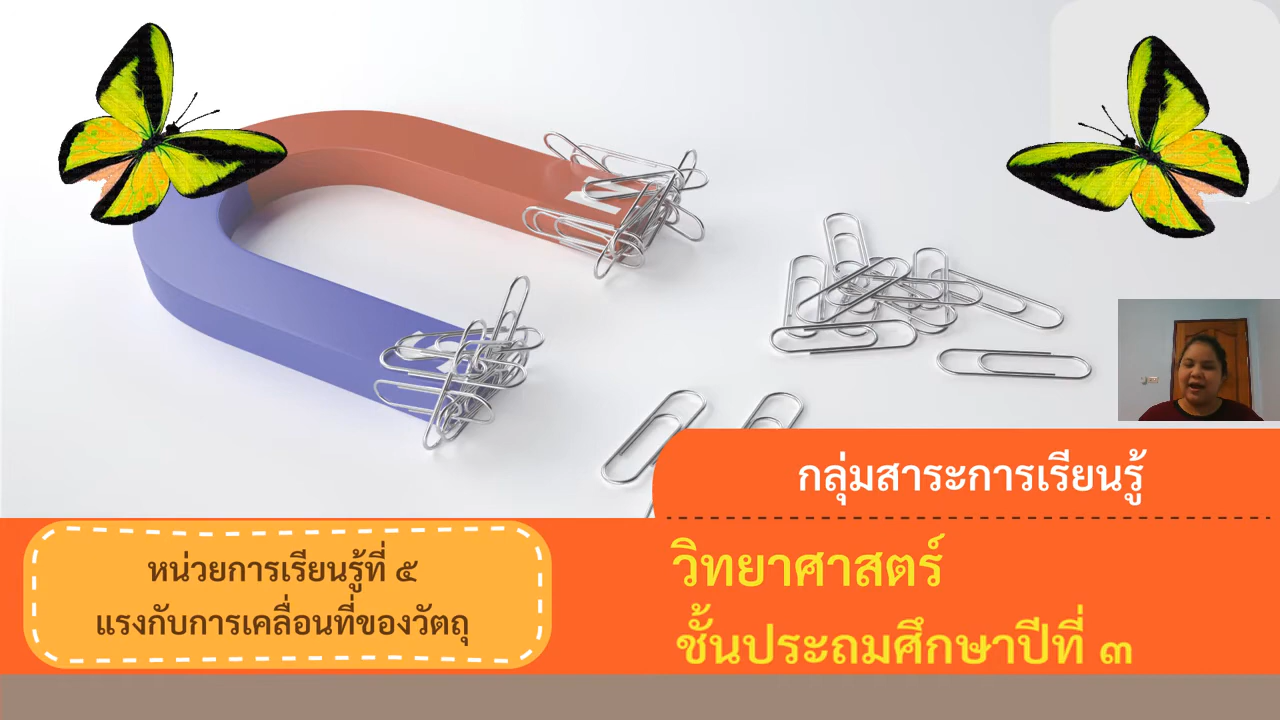 กลุ่มสาระการเรียนรู้
วิทยาศาสตร์
ชั้นประถมศึกษาปีที่ ๓
หน่วยการเรียนรู้ที่ ๕
แรงกับการเคลื่อนที่ของวัตถุ